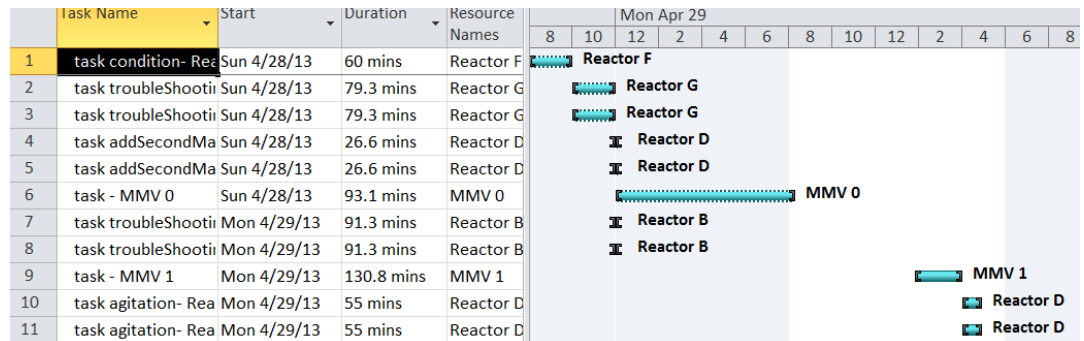 Task Name Start Duration Resource Names Mon Apr 29
8 10 12 2 4 6 8 10 12 2 4 6 8
1 task condition- Rea Sun 4/28/13 60 mins Reactor F Reactor F
2 task troubleShootin Sun 4/28/13 79.3 mins Reactor G Reactor G
3 task troubleShootin Sun 4/28/13 79.3 mins Reactor G Reactor G
4 task addSecondMa Sun 4/28/13 26.6 mins Reactor D Reactor D
5 task addSecondMa Sun 4/28/13 26.6 mins Reactor D Reactor D
6 task - MMV 0 Sun 4/28/13 93.1 mins MMV 0 MMV 0
7 task troubleShootin Mon 4/29/13 91.3 mins Reactor B Reactor B
8 task troubleShootin Mon 4/29/13 91.3 mins Reactor B Reactor B
9 task - MMV 1 Mon 4/29/13 130.8 mins MMV 1 MMV 1
10 task agitation- Rea Mon 4/29/13 55 mins Reactor D Reactor D
11 task agitation- Rea Mon 4/29/13 55 mins Reactor D Reactor D